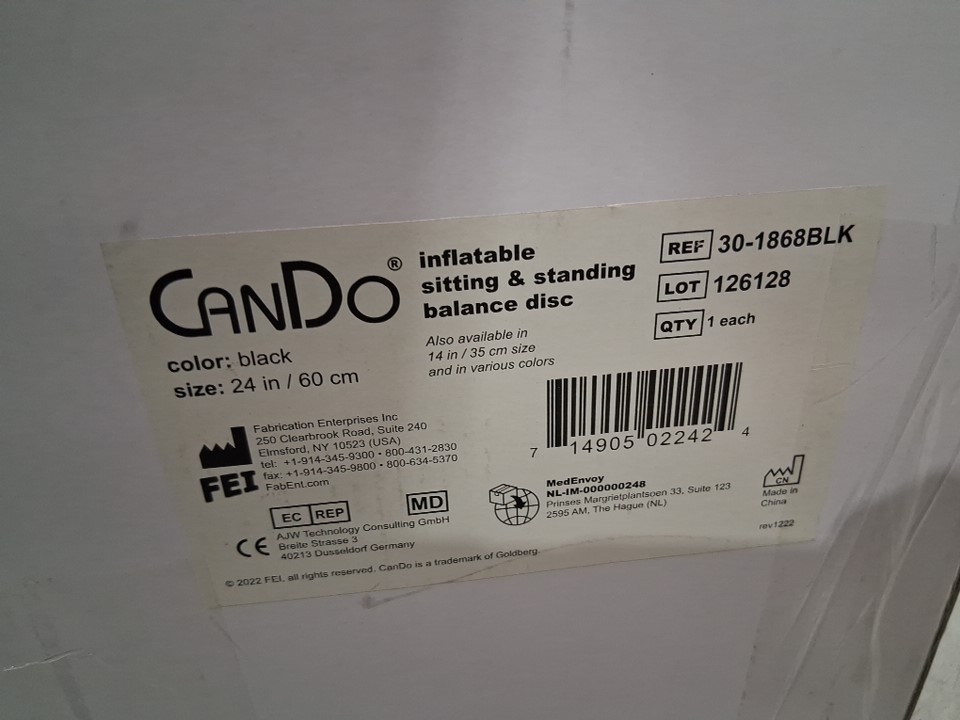 CanDo®
inflatable
sitting & standing
balance disc
Also available in
14 in / 35 cm size
and in various colors
REF 30-1868BLK
LOT 126128
QTY 1 each
color: black
size: 24 in / 60 cm
7 14905 02242 4
Fabrication Enterprises Inc
250 Clearbrook Road, Suite 240
Elmsford, NY 10523 (USA)
tel: +1-914-345-9300 • 800-431-2830
fax: +1-914-345-9800 • 800-634-5370
FabEnt.com
FEI
EC REP
MD
CE
AJW Technology Consulting GmbH
Breite Strasse 3
40213 Dusseldorf Germany
MedEnvoy
NL-IM-000000248
Prinses Margrietplantsoen 33, Suite 123
2595 AM, The Hague (NL)
CN
Made in
China
rev1222
© 2022 FEI, all rights reserved. CanDo is a trademark of Goldberg.